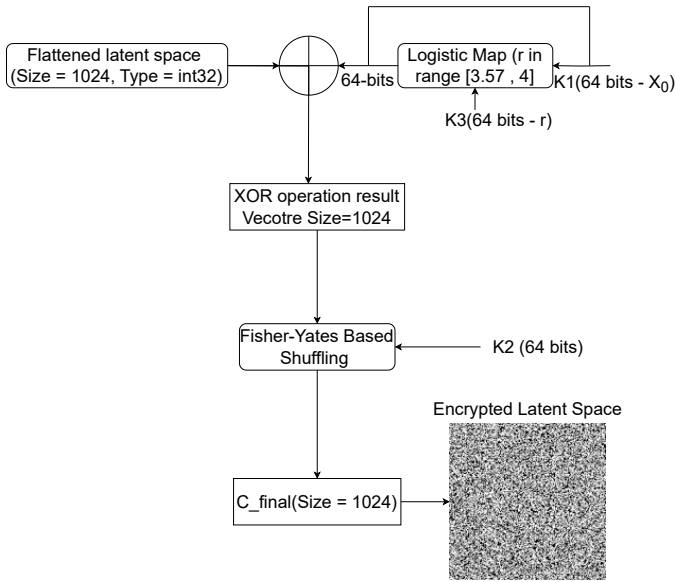 Flattened latent space
(Size = 1024, Type = int32)
64-bits
Logistic Map (r in
range [3.57 , 4]
K1(64 bits - X₀)
K3(64 bits - r)
XOR operation result
Vecotre Size=1024
Fisher-Yates Based
Shuffling
K2 (64 bits)
Encrypted Latent Space
C_final(Size = 1024)